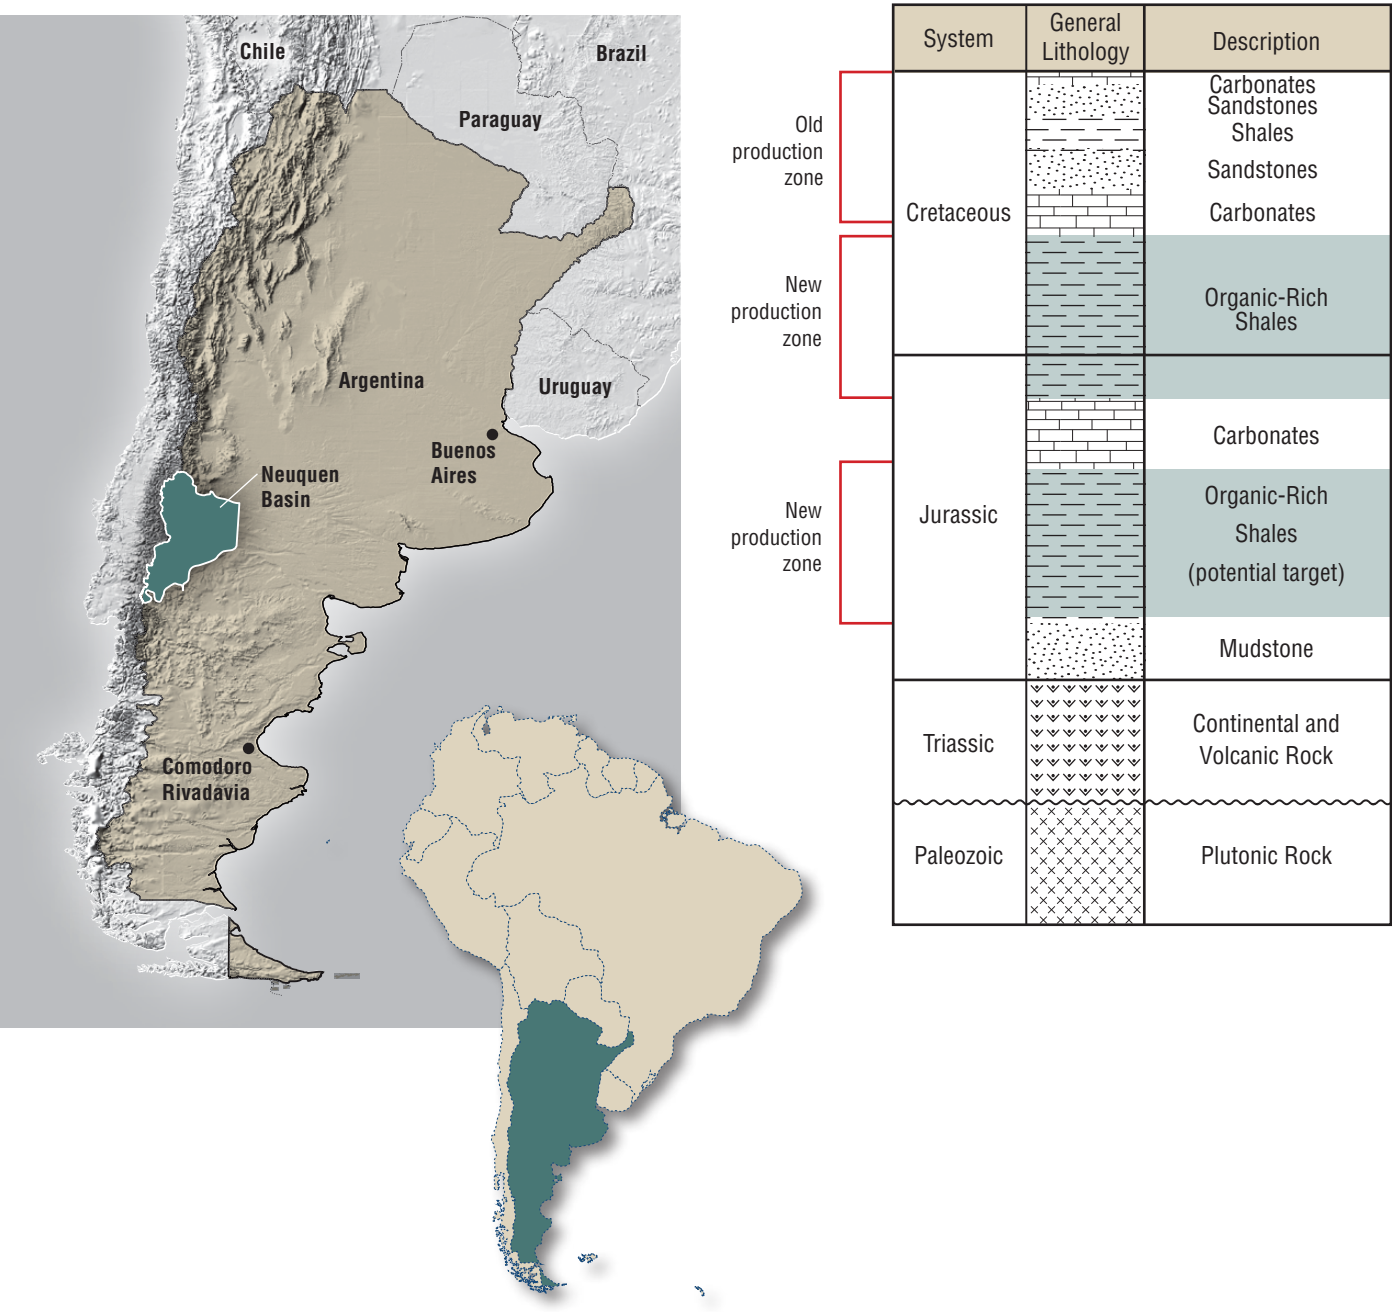 Chile
Brazil
Paraguay
Argentina
Uruguay
Buenos
Aires
Neuquen
Basin
Comodoro
Rivadavia
System
General
Lithology
Description
Old
production
zone
New
production
zone
New
production
zone
Cretaceous
Carbonates
Sandstones
Shales
Sandstones
Carbonates
Organic-Rich
Shales
Jurassic
Carbonates
Organic-Rich
Shales
(potential target)
Mudstone
Triassic
Continental and
Volcanic Rock
Paleozoic
Plutonic Rock